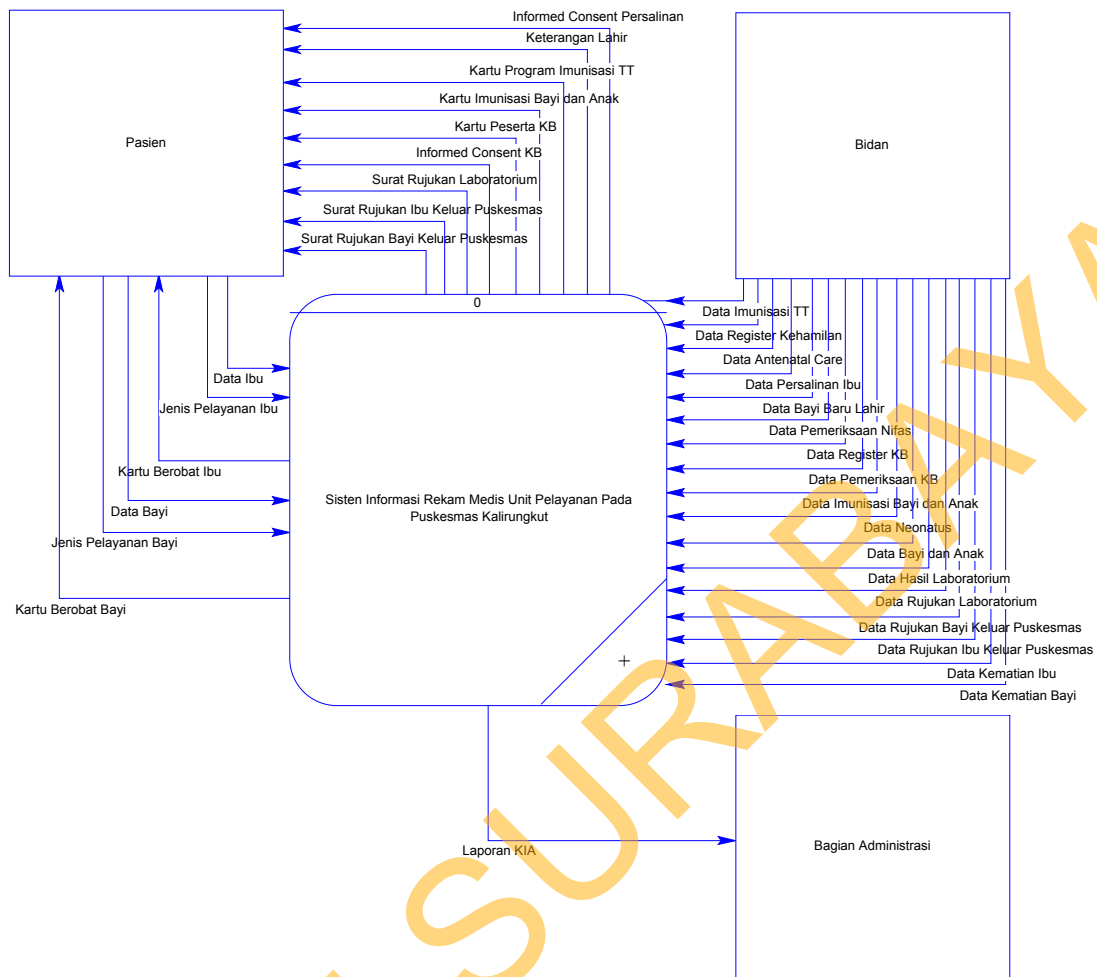 Informed Consent Persalinan
Keterangan Lahir
Kartu Program Imunisasi TT
Kartu Imunisasi Bayi dan Anak
Kartu Peserta KB
Informed Consent KB
Surat Rujukan Laboratorium
Surat Rujukan Ibu Keluar Puskesmas
Surat Rujukan Bayi Keluar Puskesmas
Pasien
Bidan
0
Data Imunisasi TT
Data Register Kehamilan
Data Antenatal Care
Data Persalinan Ibu
Data Bayi Baru Lahir
Data Pemeriksaan Nifas
Data Register KB
Data Pemeriksaan KB
Data Imunisasi Bayi dan Anak
Data Neonatus
Data Bayi dan Anak
Data Hasil Laboratorium
Data Rujukan Laboratorium
Data Rujukan Bayi Keluar Puskesmas
Data Rujukan Ibu Keluar Puskesmas
Data Kematian Ibu
Data Kematian Bayi
Data Ibu
Jenis Pelayanan Ibu
Kartu Berobat Ibu
Data Bayi
Jenis Pelayanan Bayi
Kartu Berobat Bayi
Sisten Informasi Rekam Medis Unit Pelayanan Pada
Puskesmas Kalirungkut
+
Laporan KIA
Bagian Administrasi
SURABAYA